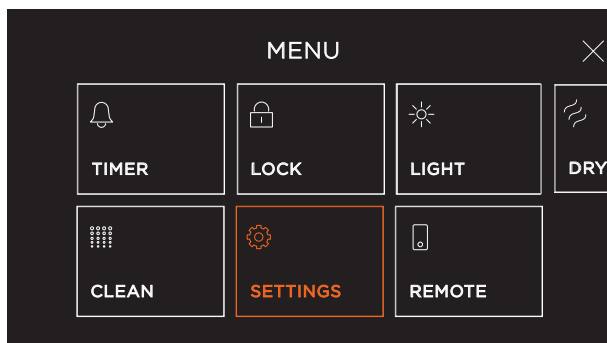 MENU
TIMER
LOCK
LIGHT
DRY
CLEAN
SETTINGS
REMOTE